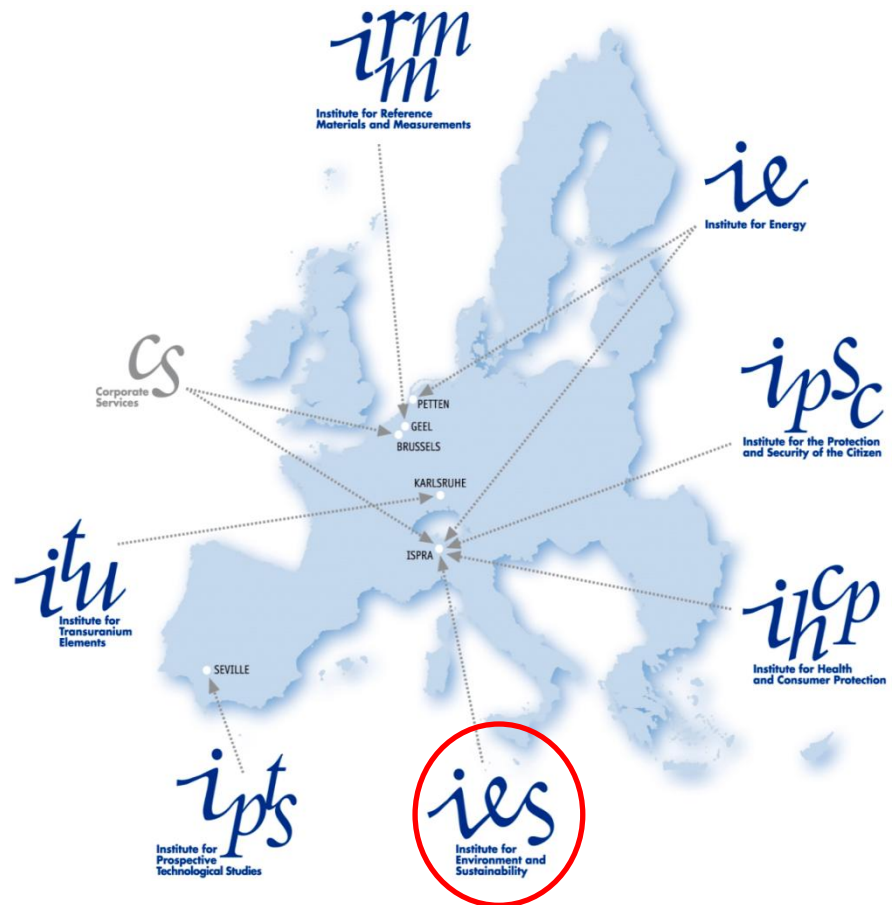 irmm
Institute for Reference
Materials and Measurements
ie
Institute for Energy
cs
Corporate
Services
ipsc
Institute for the Protection
and Security of the Citizen
PETTEN
GEEL
BRUSSELS
KARLSRUHE
ISPRA
itu
Institute for
Transuranium
Elements
ihcp
Institute for Health
and Consumer Protection
SEVILLE
ipts
Institute for
Prospective
Technological Studies
ies
Institute for
Environment and
Sustainability